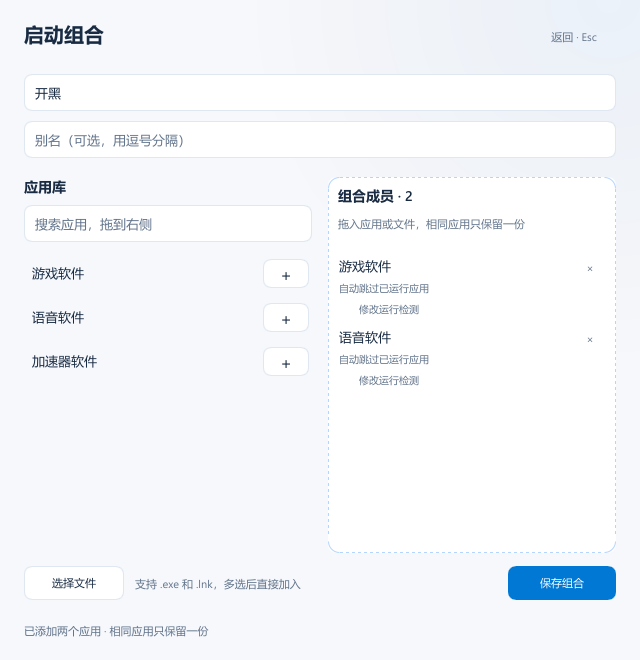 启动组合
返回 · Esc
开黑
别名（可选，用逗号分隔）
应用库
搜索应用，拖到右侧
游戏软件
+
语音软件
+
加速器软件
+
组合成员 · 2
拖入应用或文件，相同应用只保留一份
游戏软件
×
自动跳过已运行应用
修改运行检测
语音软件
×
自动跳过已运行应用
修改运行检测
选择文件
支持 .exe 和 .lnk，多选后直接加入
保存组合
已添加两个应用 · 相同应用只保留一份